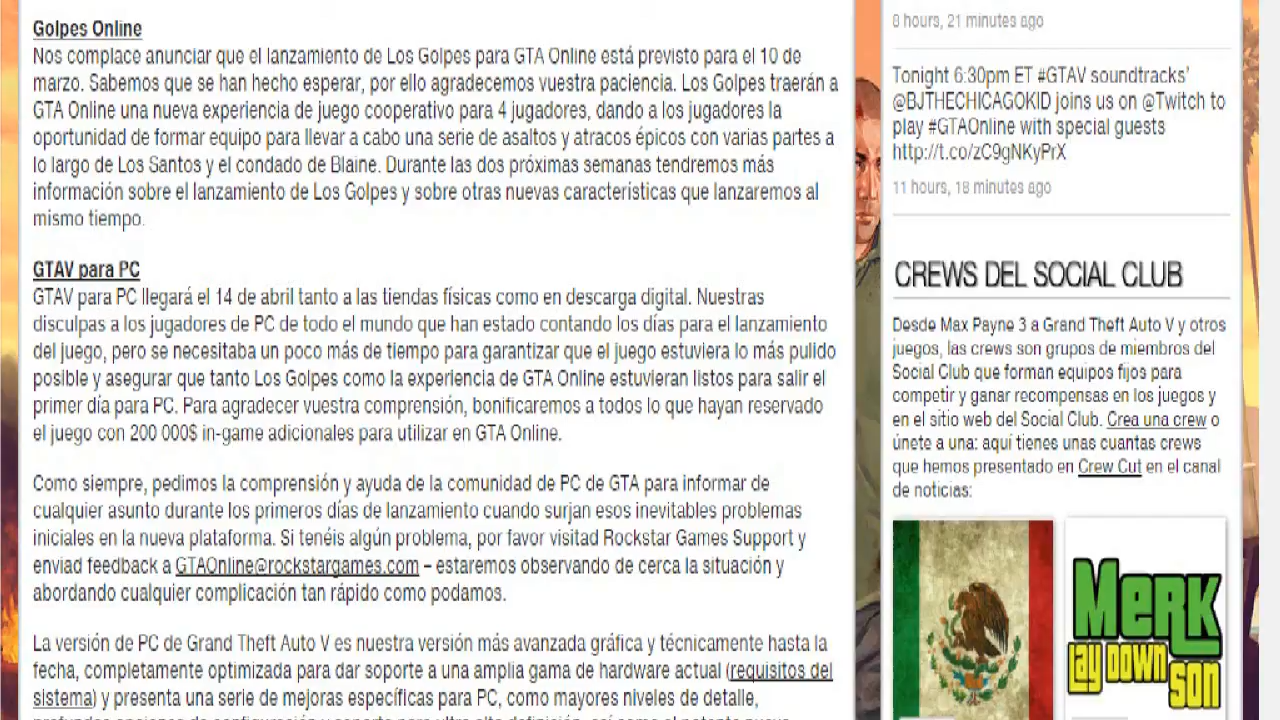 Golpes Online
Nos complace anunciar que el lanzamiento de Los Golpes para GTA Online está previsto para el 10 de
marzo. Sabemos que se han hecho esperar, por ello agradecemos vuestra paciencia. Los Golpes traerán a
GTA Online una nueva experiencia de juego cooperativo para 4 jugadores, dando a los jugadores la
oportunidad de formar equipo para llevar a cabo una serie de asaltos y atracos épicos con varias partes a
lo largo de Los Santos y el condado de Blaine. Durante las dos próximas semanas tendremos más
información sobre el lanzamiento de Los Golpes y sobre otras nuevas características que lanzaremos al
mismo tiempo.
GTAV para PC
GTAV para PC llegará el 14 de abril tanto a las tiendas físicas como en descarga digital. Nuestras
disculpas a los jugadores de PC de todo el mundo que han estado contando los días para el lanzamiento
del juego, pero se necesitaba un poco más de tiempo para garantizar que el juego estuviera lo más pulido
posible y asegurar que tanto Los Golpes como la experiencia de GTA Online estuvieran listos para salir el
primer día para PC. Para agradecer vuestra comprensión, bonificaremos a todos lo que hayan reservado
el juego con 200 000$ in-game adicionales para utilizar en GTA Online.
Como siempre, pedimos la comprensión y ayuda de la comunidad de PC de GTA para informar de
cualquier asunto durante los primeros días de lanzamiento cuando surjan esos inevitables problemas
iniciales en la nueva plataforma. Si tenéis algún problema, por favor visitad Rockstar Games Support y
enviad feedback a GTAOnline@rockstargames.com – estaremos observando de cerca la situación y
abordando cualquier complicación tan rápido como podamos.
La versión de PC de Grand Theft Auto V es nuestra versión más avanzada gráfica y técnicamente hasta la
fecha, completamente optimizada para dar soporte a una amplia gama de hardware actual (requisitos del
sistema) y presenta una serie de mejoras específicas para PC, como mayores niveles de detalle,
8 hours, 21 minutes ago
Tonight 6:30pm ET #GTAV soundtracks'
@BJTHECHICAGOKID joins us on @Twitch to
play #GTAOnline with special guests
http://t.co/zC9gNKyPrX
11 hours, 18 minutes ago
CREWS DEL SOCIAL CLUB
Desde Max Payne 3 a Grand Theft Auto V y otros
juegos, las crews son grupos de miembros del
Social Club que forman equipos fijos para
competir y ganar recompensas en los juegos y
en el sitio web del Social Club. Crea una crew o
únete a una: aquí tienes unas cuantas crews
que hemos presentado en Crew Cut en el canal
de noticias:
MERK
LAY DOWN
SON